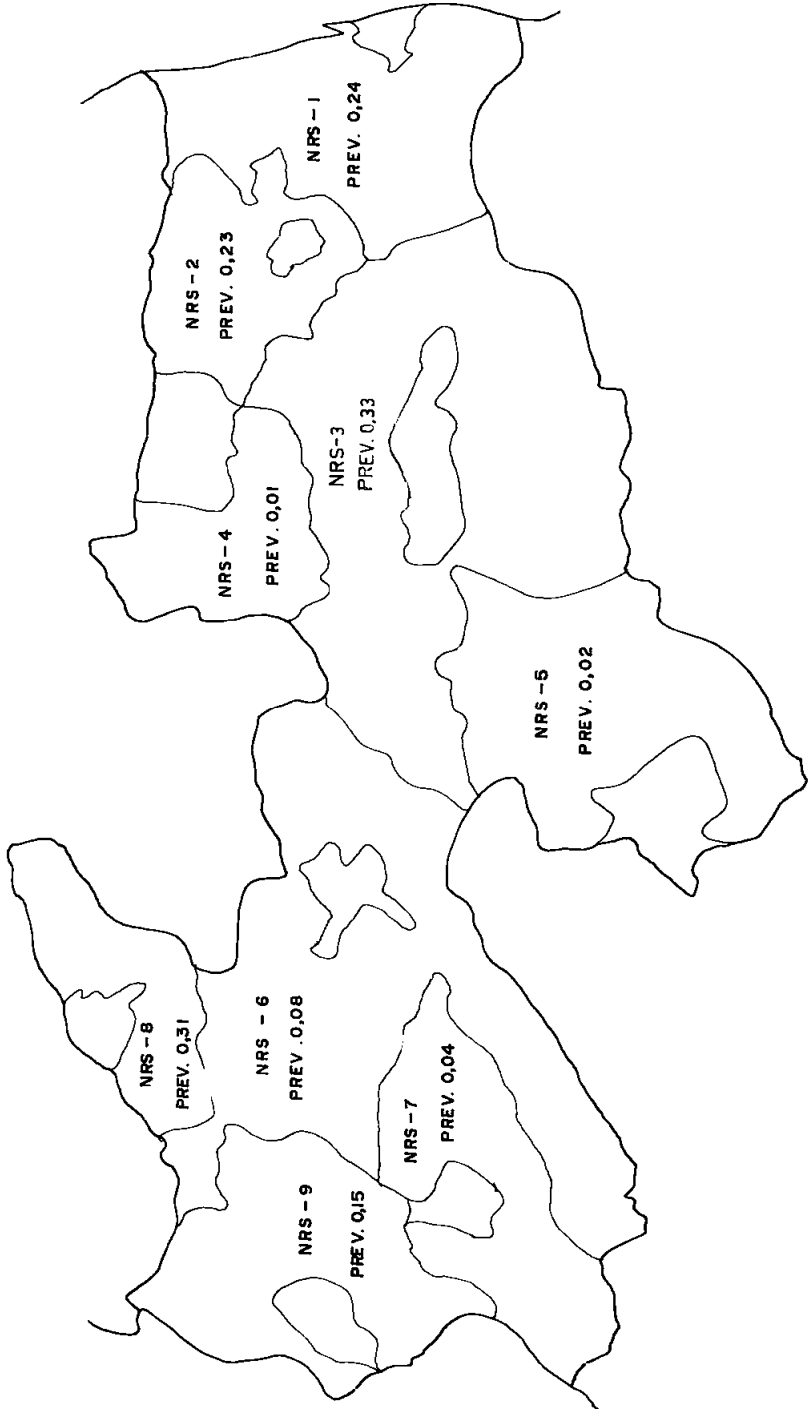 NRS-1
PREV. 0,24
NRS-2
PREV. 0,23
NRS-3
PREV. 0,33
NRS-4
PREV. 0,01
NRS-5
PREV. 0,02
NRS - 6
PREV .0,08
NRS-7
PREV. 0,04
NRS-8
PREV. 0,31
NRS-9
PREV. 0,15